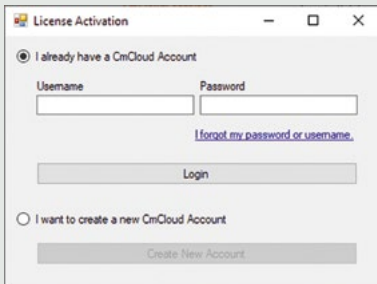 License Activation
I already have a CmCloud Account
Username Password
I forgot my password or username.
Login
I want to create a new CmCloud Account
Create New Account